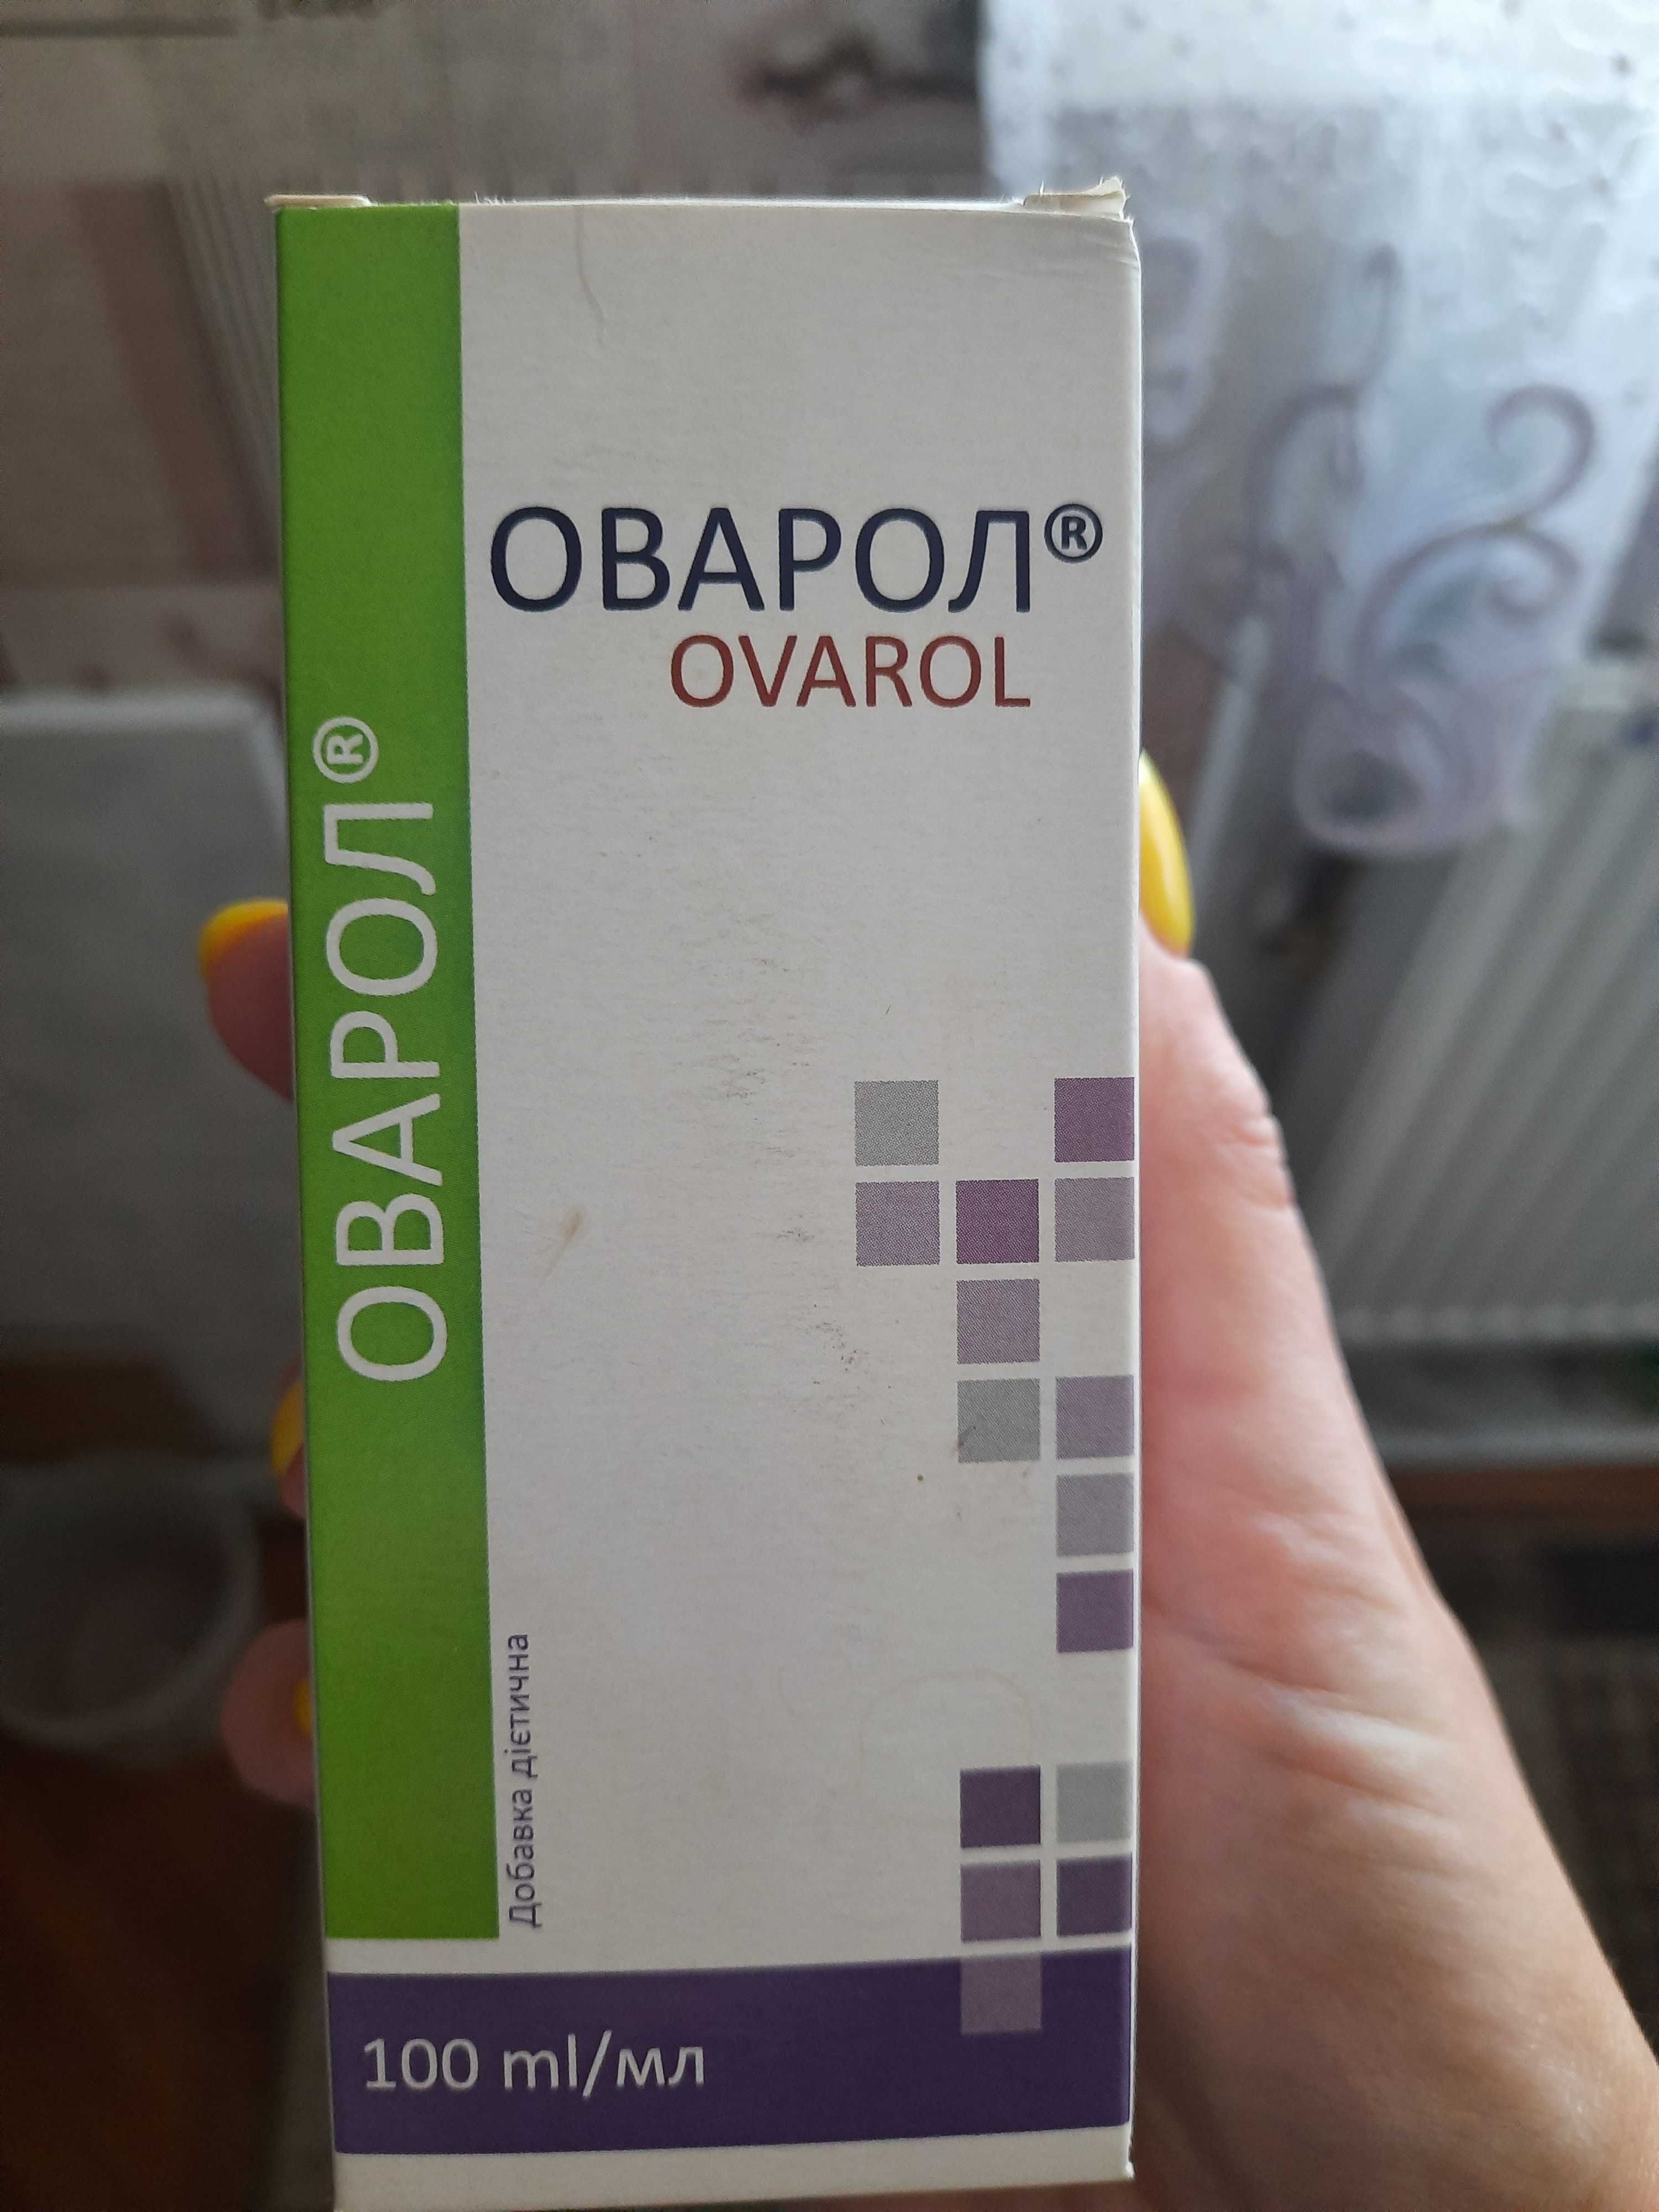 ОВАРОЛ®
OVAROL
ОВАРОЛ®
Добавка дієтична
100 ml/мл